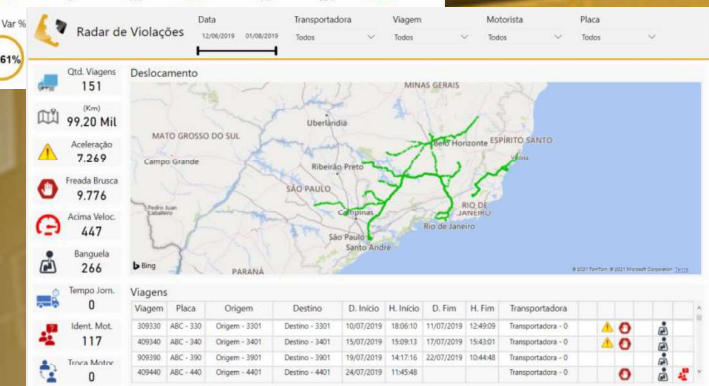 Var %
61%
Radar de Violações
Data
12/06/2019 01/08/2019
Transportadora
Todos
Viagem
Todos
Motorista
Todos
Placa
Todos
Qtd. Viagens
151
(Km)
99,20 Mil
Aceleração
7.269
Freada Brusca
9.776
Acima Veloc.
447
Banguela
266
Tempo Jorn.
0
Ident. Mot.
117
Troca Motor
0
Deslocamento
MINAS GERAIS
Uberlândia
MATO GROSSO DO SUL
Belo Horizonte
ESPÍRITO SANTO
Campo Grande
Vitória
Ribeirão Preto
SÃO PAULO
Pedro Juan
Caballero
Campinas
RIO DE
JANEIRO
Rio de Janeiro
São Paulo
Santo André
PARANÁ
Bing
© 2021 TomTom, © 2021 Microsoft Corporation Terms
Viagens
Viagem Placa Origem Destino D. Início H. Início D. Fim H. Fim Transportadora
309330 ABC - 330 Origem - 3301 Destino - 3301 10/07/2019 18:06:10 11/07/2019 12:49:09 Transportadora - 0
409340 ABC - 340 Origem - 3401 Destino - 3401 15/07/2019 15:09:13 17/07/2019 15:43:01 Transportadora - 0
909390 ABC - 390 Origem - 3901 Destino - 3901 19/07/2019 14:17:16 22/07/2019 10:44:48 Transportadora - 0
409440 ABC - 440 Origem - 4401 Destino - 4401 24/07/2019 11:45:48 Transportadora - 0